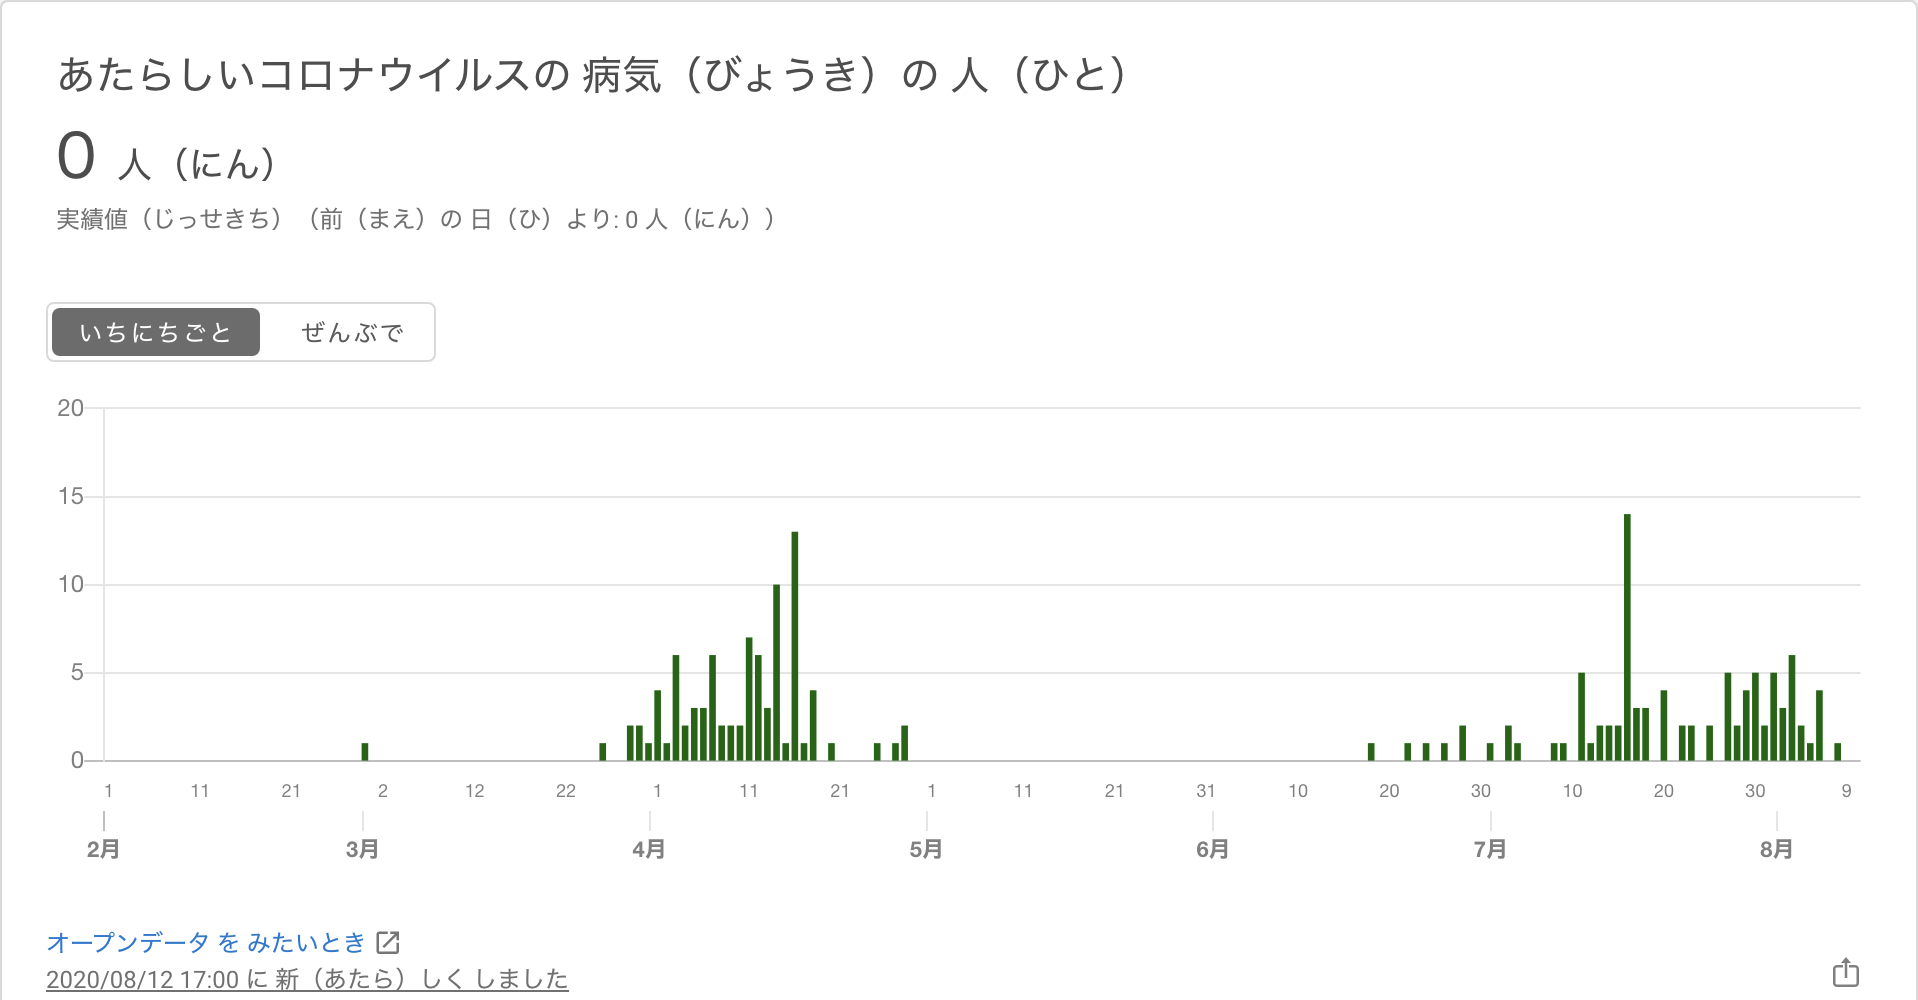 あたらしいコロナウイルスの 病気（びょうき）の 人（ひと）
0 人（にん）
実績値（じっせきち）（前（まえ）の 日（ひ）より: 0 人（にん））
いちにちごと ぜんぶで
20
15
10
5
0
1 11 21 2 12 22 1 11 21 1 11 21 31 10 20 30 10 20 30 9
2月 3月 4月 5月 6月 7月 8月
オープンデータ を みたいとき
2020/08/12 17:00 に 新（あたら）しく しました